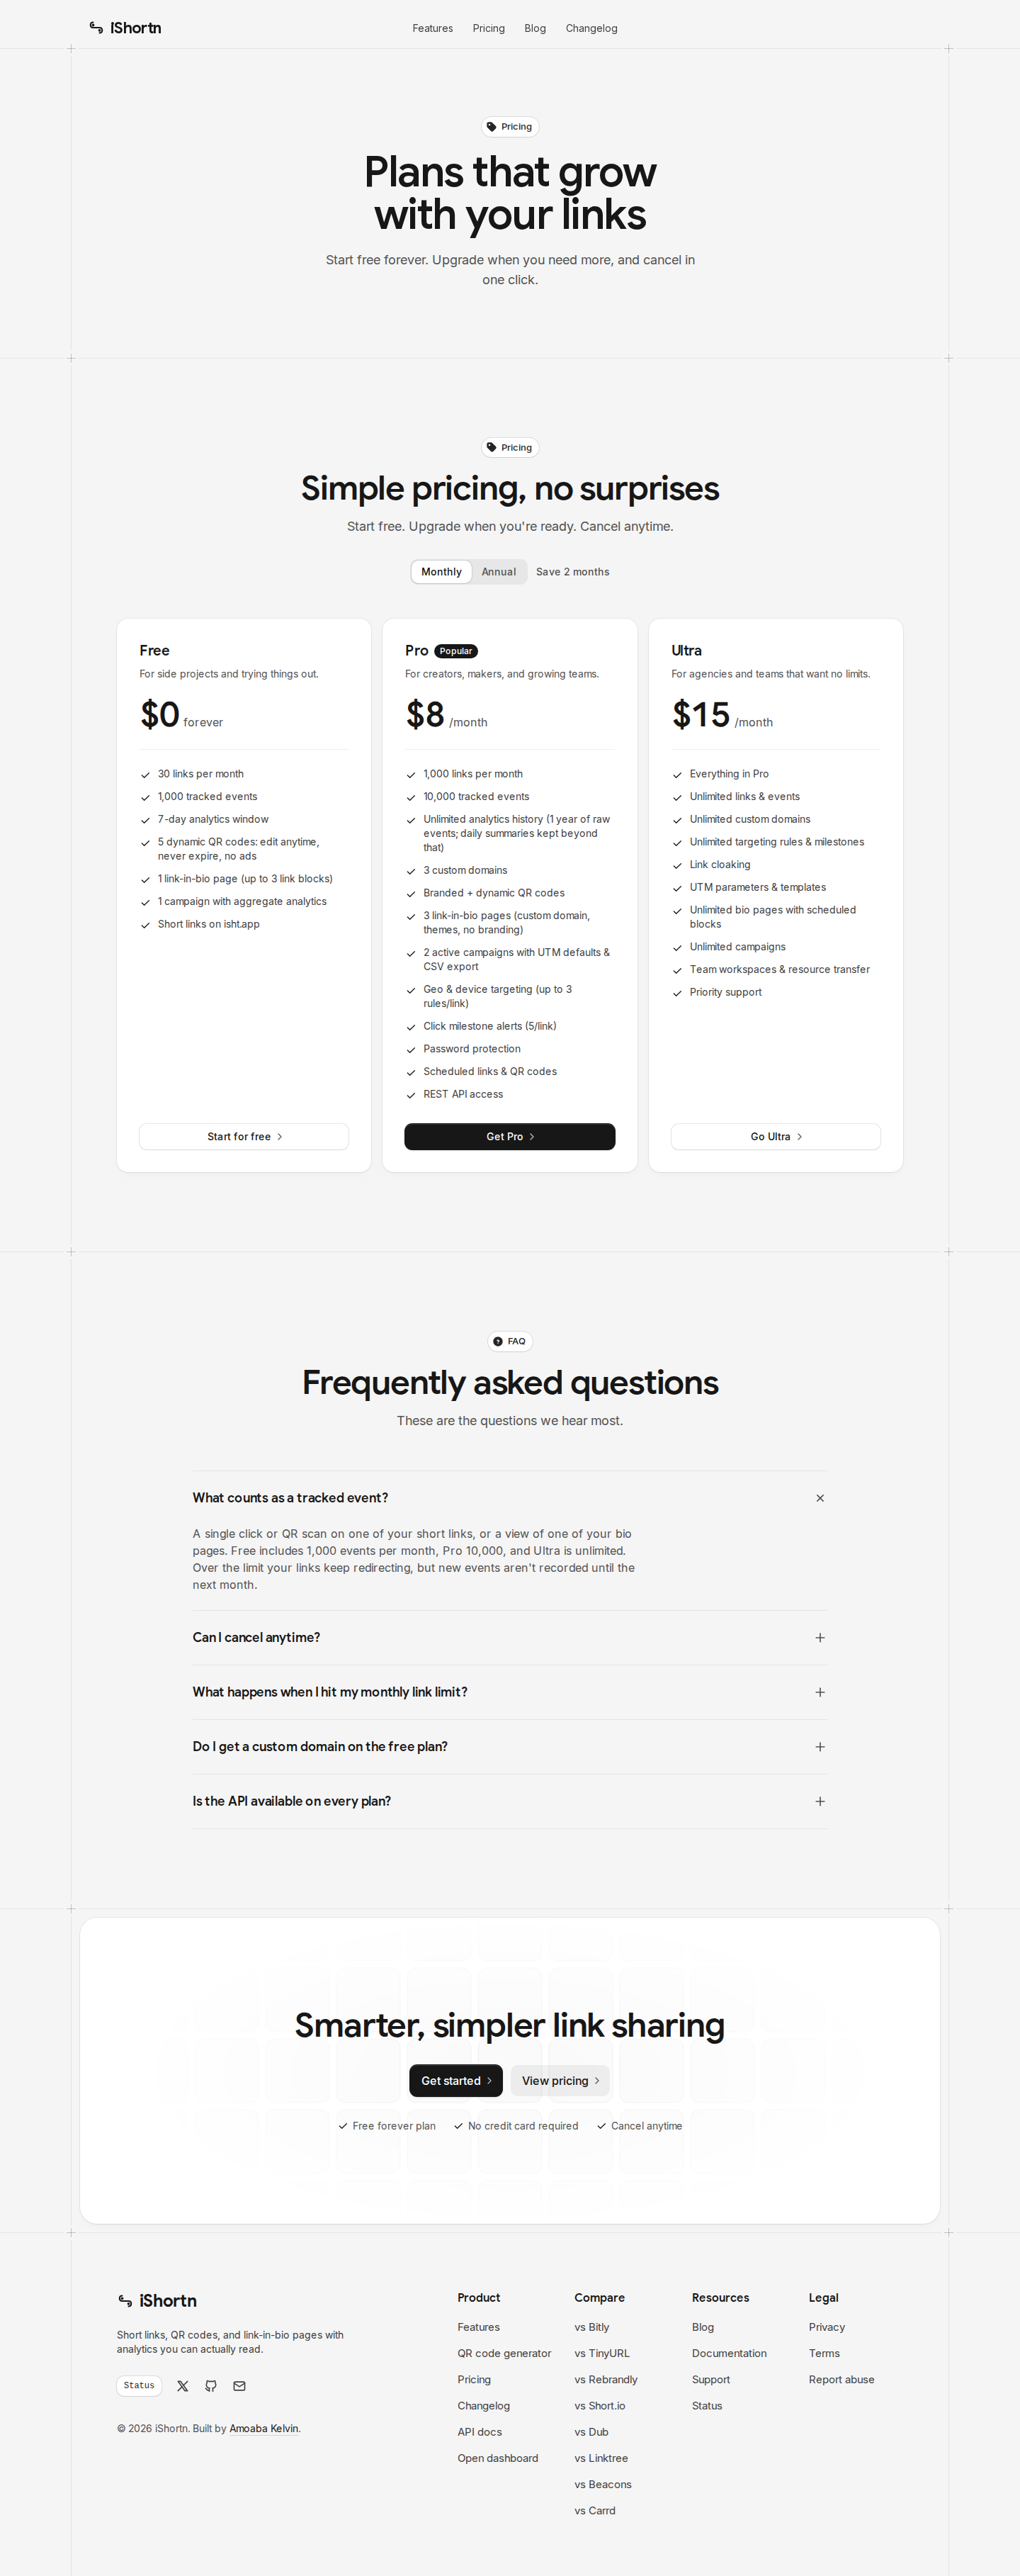 iShortn
Features
Pricing
Blog
Changelog
Pricing
Plans that grow
with your links
Start free forever. Upgrade when you need more, and cancel in
one click.
Pricing
Simple pricing, no surprises
Start free. Upgrade when you're ready. Cancel anytime.
Monthly
Annual
Save 2 months
Free
For side projects and trying things out.
$0 forever
30 links per month
1,000 tracked events
7-day analytics window
5 dynamic QR codes: edit anytime,
never expire, no ads
1 link-in-bio page (up to 3 link blocks)
1 campaign with aggregate analytics
Short links on isht.app
Start for free
Pro Popular
For creators, makers, and growing teams.
$8 /month
1,000 links per month
10,000 tracked events
Unlimited analytics history (1 year of raw
events; daily summaries kept beyond
that)
3 custom domains
Branded + dynamic QR codes
3 link-in-bio pages (custom domain,
themes, no branding)
2 active campaigns with UTM defaults &
CSV export
Geo & device targeting (up to 3
rules/link)
Click milestone alerts (5/link)
Password protection
Scheduled links & QR codes
REST API access
Get Pro
Ultra
For agencies and teams that want no limits.
$15 /month
Everything in Pro
Unlimited links & events
Unlimited custom domains
Unlimited targeting rules & milestones
Link cloaking
UTM parameters & templates
Unlimited bio pages with scheduled
blocks
Unlimited campaigns
Team workspaces & resource transfer
Priority support
Go Ultra
FAQ
Frequently asked questions
These are the questions we hear most.
What counts as a tracked event?
A single click or QR scan on one of your short links, or a view of one of your bio
pages. Free includes 1,000 events per month, Pro 10,000, and Ultra is unlimited.
Over the limit your links keep redirecting, but new events aren't recorded until the
next month.
Can I cancel anytime?
What happens when I hit my monthly link limit?
Do I get a custom domain on the free plan?
Is the API available on every plan?
Smarter, simpler link sharing
Get started
View pricing
Free forever plan
No credit card required
Cancel anytime
iShortn
Short links, QR codes, and link-in-bio pages with
analytics you can actually read.
Status
© 2026 iShortn. Built by Amoaba Kelvin.
Product
Features
QR code generator
Pricing
Changelog
API docs
Open dashboard
Compare
vs Bitly
vs TinyURL
vs Rebrandly
vs Short.io
vs Dub
vs Linktree
vs Beacons
vs Carrd
Resources
Blog
Documentation
Support
Status
Legal
Privacy
Terms
Report abuse